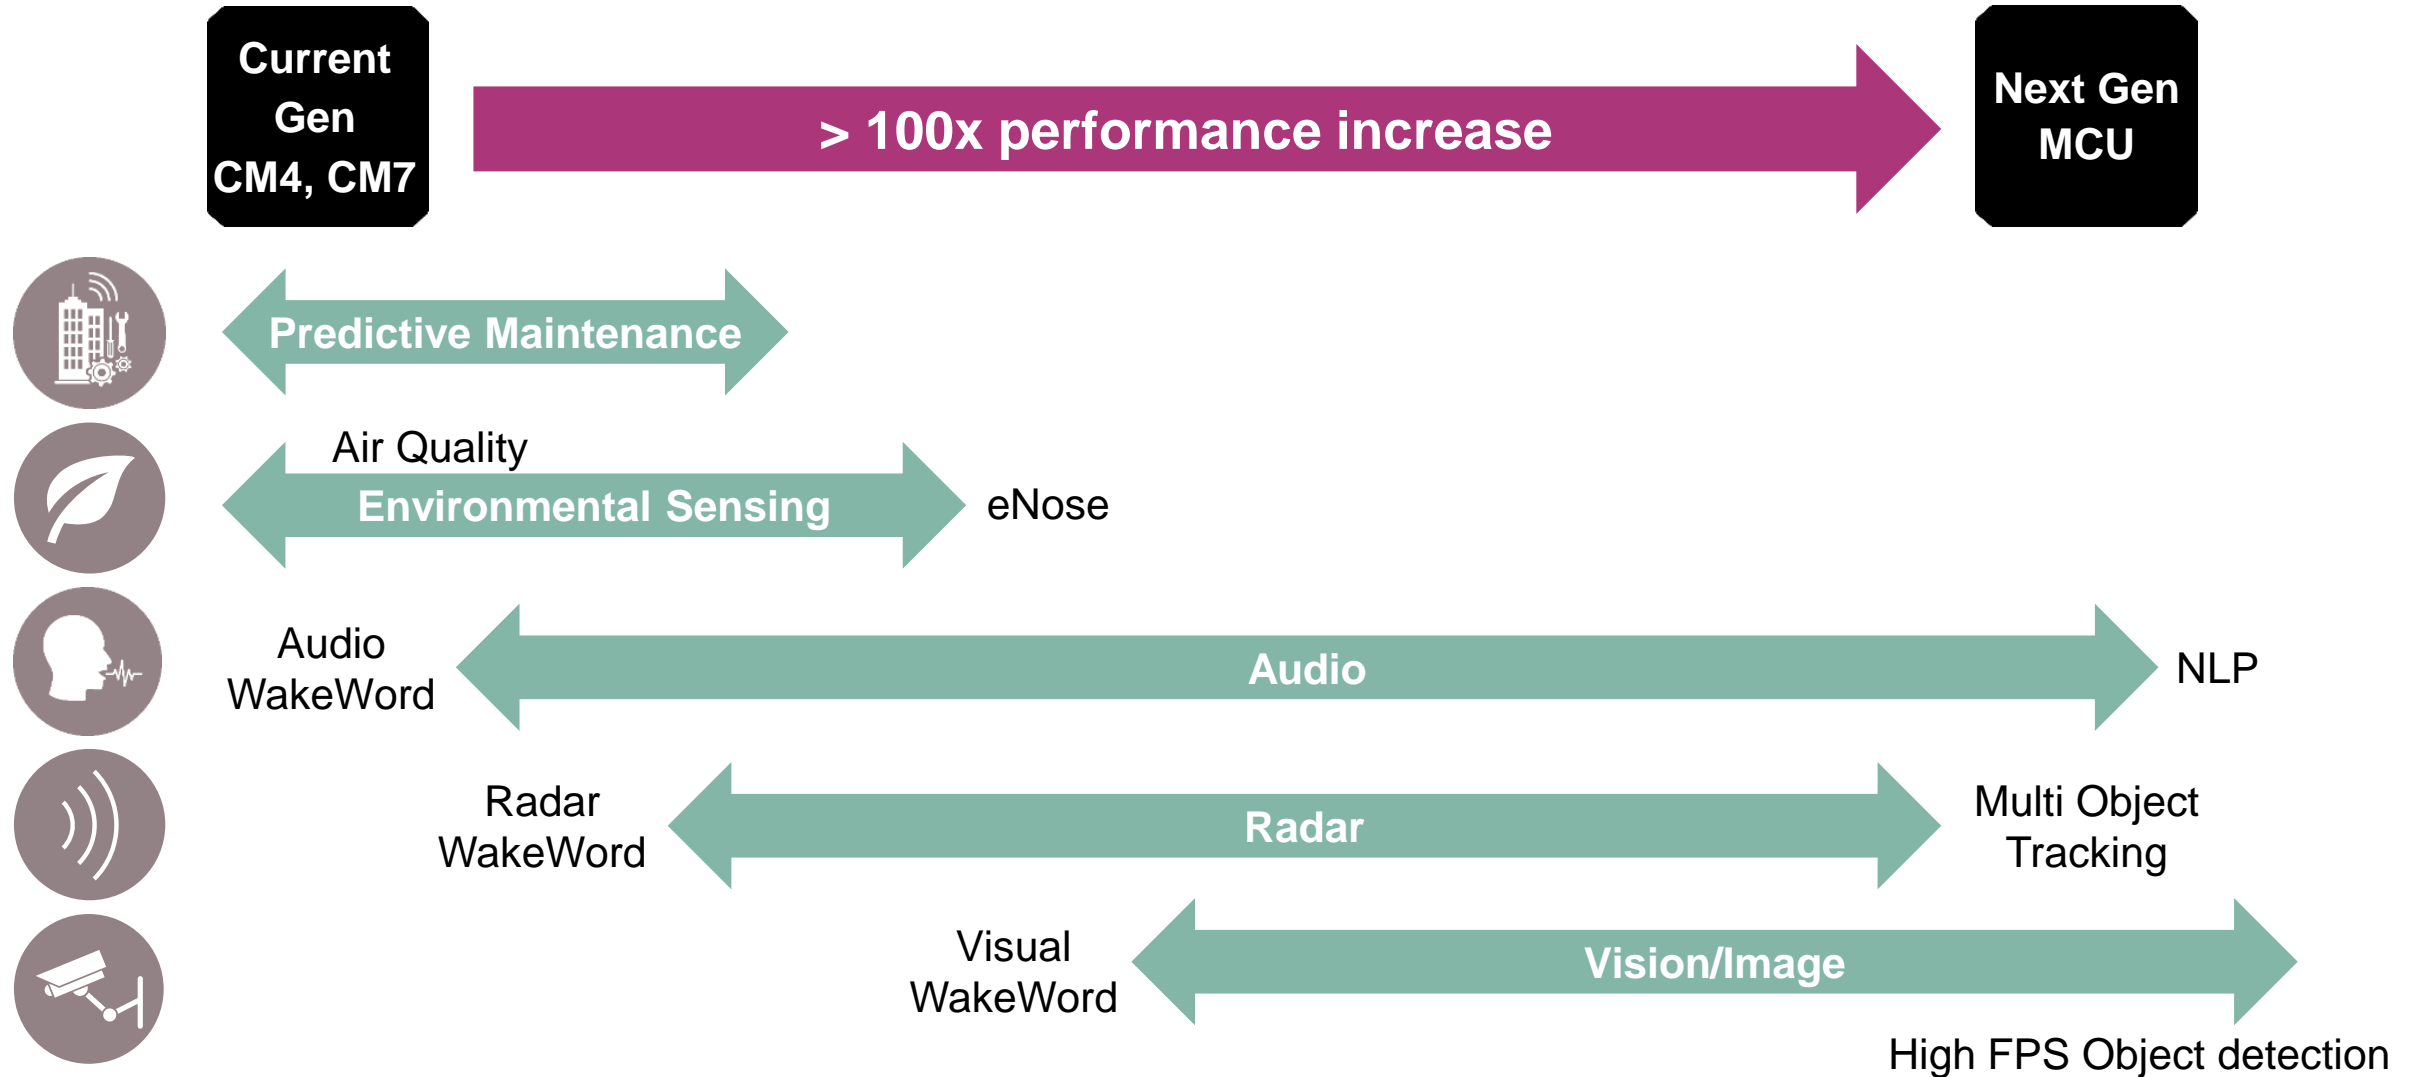 Current
Gen
CM4, CM7
> 100x performance increase
Next Gen
MCU
Predictive Maintenance
Air Quality
Environmental Sensing
eNose
Audio
WakeWord
Audio
NLP
Radar
WakeWord
Radar
Multi Object
Tracking
Visual
WakeWord
Vision/Image
High FPS Object detection